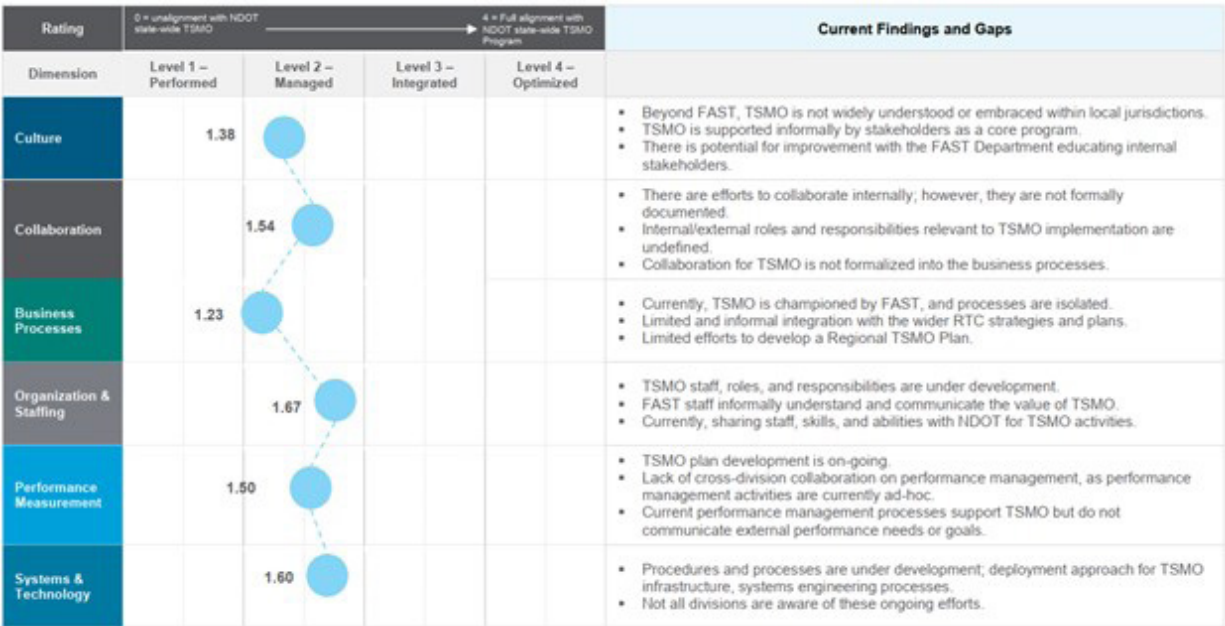 Rating
0 = unalignment with NDOT
state-wide TSMO
4 = Full alignment with
NDOT state-wide TSMO
Program
Current Findings and Gaps
Dimension
Level 1 –
Performed
Level 2 –
Managed
Level 3 –
Integrated
Level 4 –
Optimized
Culture
1.38
▪ Beyond FAST, TSMO is not widely understood or embraced within local jurisdictions.
▪ TSMO is supported informally by stakeholders as a core program.
▪ There is potential for improvement with the FAST Department educating internal
stakeholders.
Collaboration
1.54
▪ There are efforts to collaborate internally; however, they are not formally
documented.
▪ Internal/external roles and responsibilities relevant to TSMO implementation are
undefined.
▪ Collaboration for TSMO is not formalized into the business processes.
Business
Processes
1.23
▪ Currently, TSMO is championed by FAST, and processes are isolated.
▪ Limited and informal integration with the wider RTC strategies and plans.
▪ Limited efforts to develop a Regional TSMO Plan.
Organization &
Staffing
1.67
▪ TSMO staff, roles, and responsibilities are under development.
▪ FAST staff informally understand and communicate the value of TSMO.
▪ Currently, sharing staff, skills, and abilities with NDOT for TSMO activities.
Performance
Measurement
1.50
▪ TSMO plan development is on-going.
▪ Lack of cross-division collaboration on performance management, as performance
management activities are currently ad-hoc.
▪ Current performance management processes support TSMO but do not
communicate external performance needs or goals.
Systems &
Technology
1.60
▪ Procedures and processes are under development; deployment approach for TSMO
infrastructure, systems engineering processes.
▪ Not all divisions are aware of these ongoing efforts.